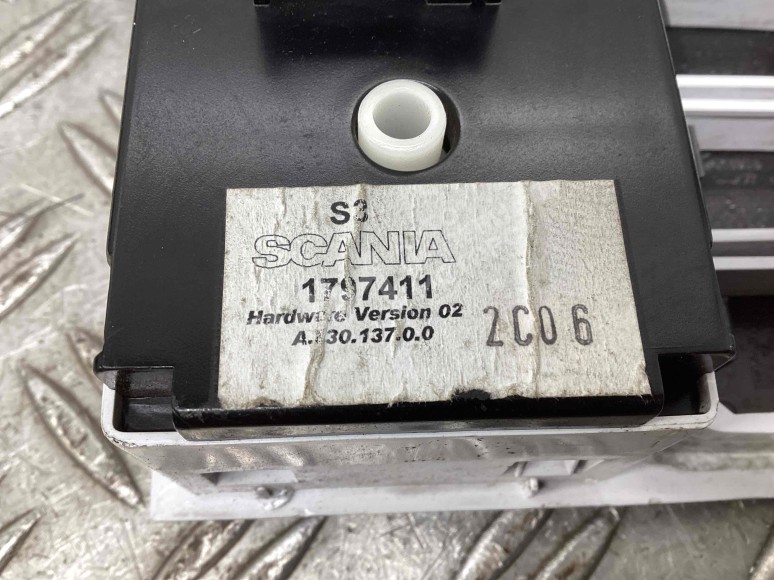 S3
SCANIA
1797411
Hardware Version 02
2C06